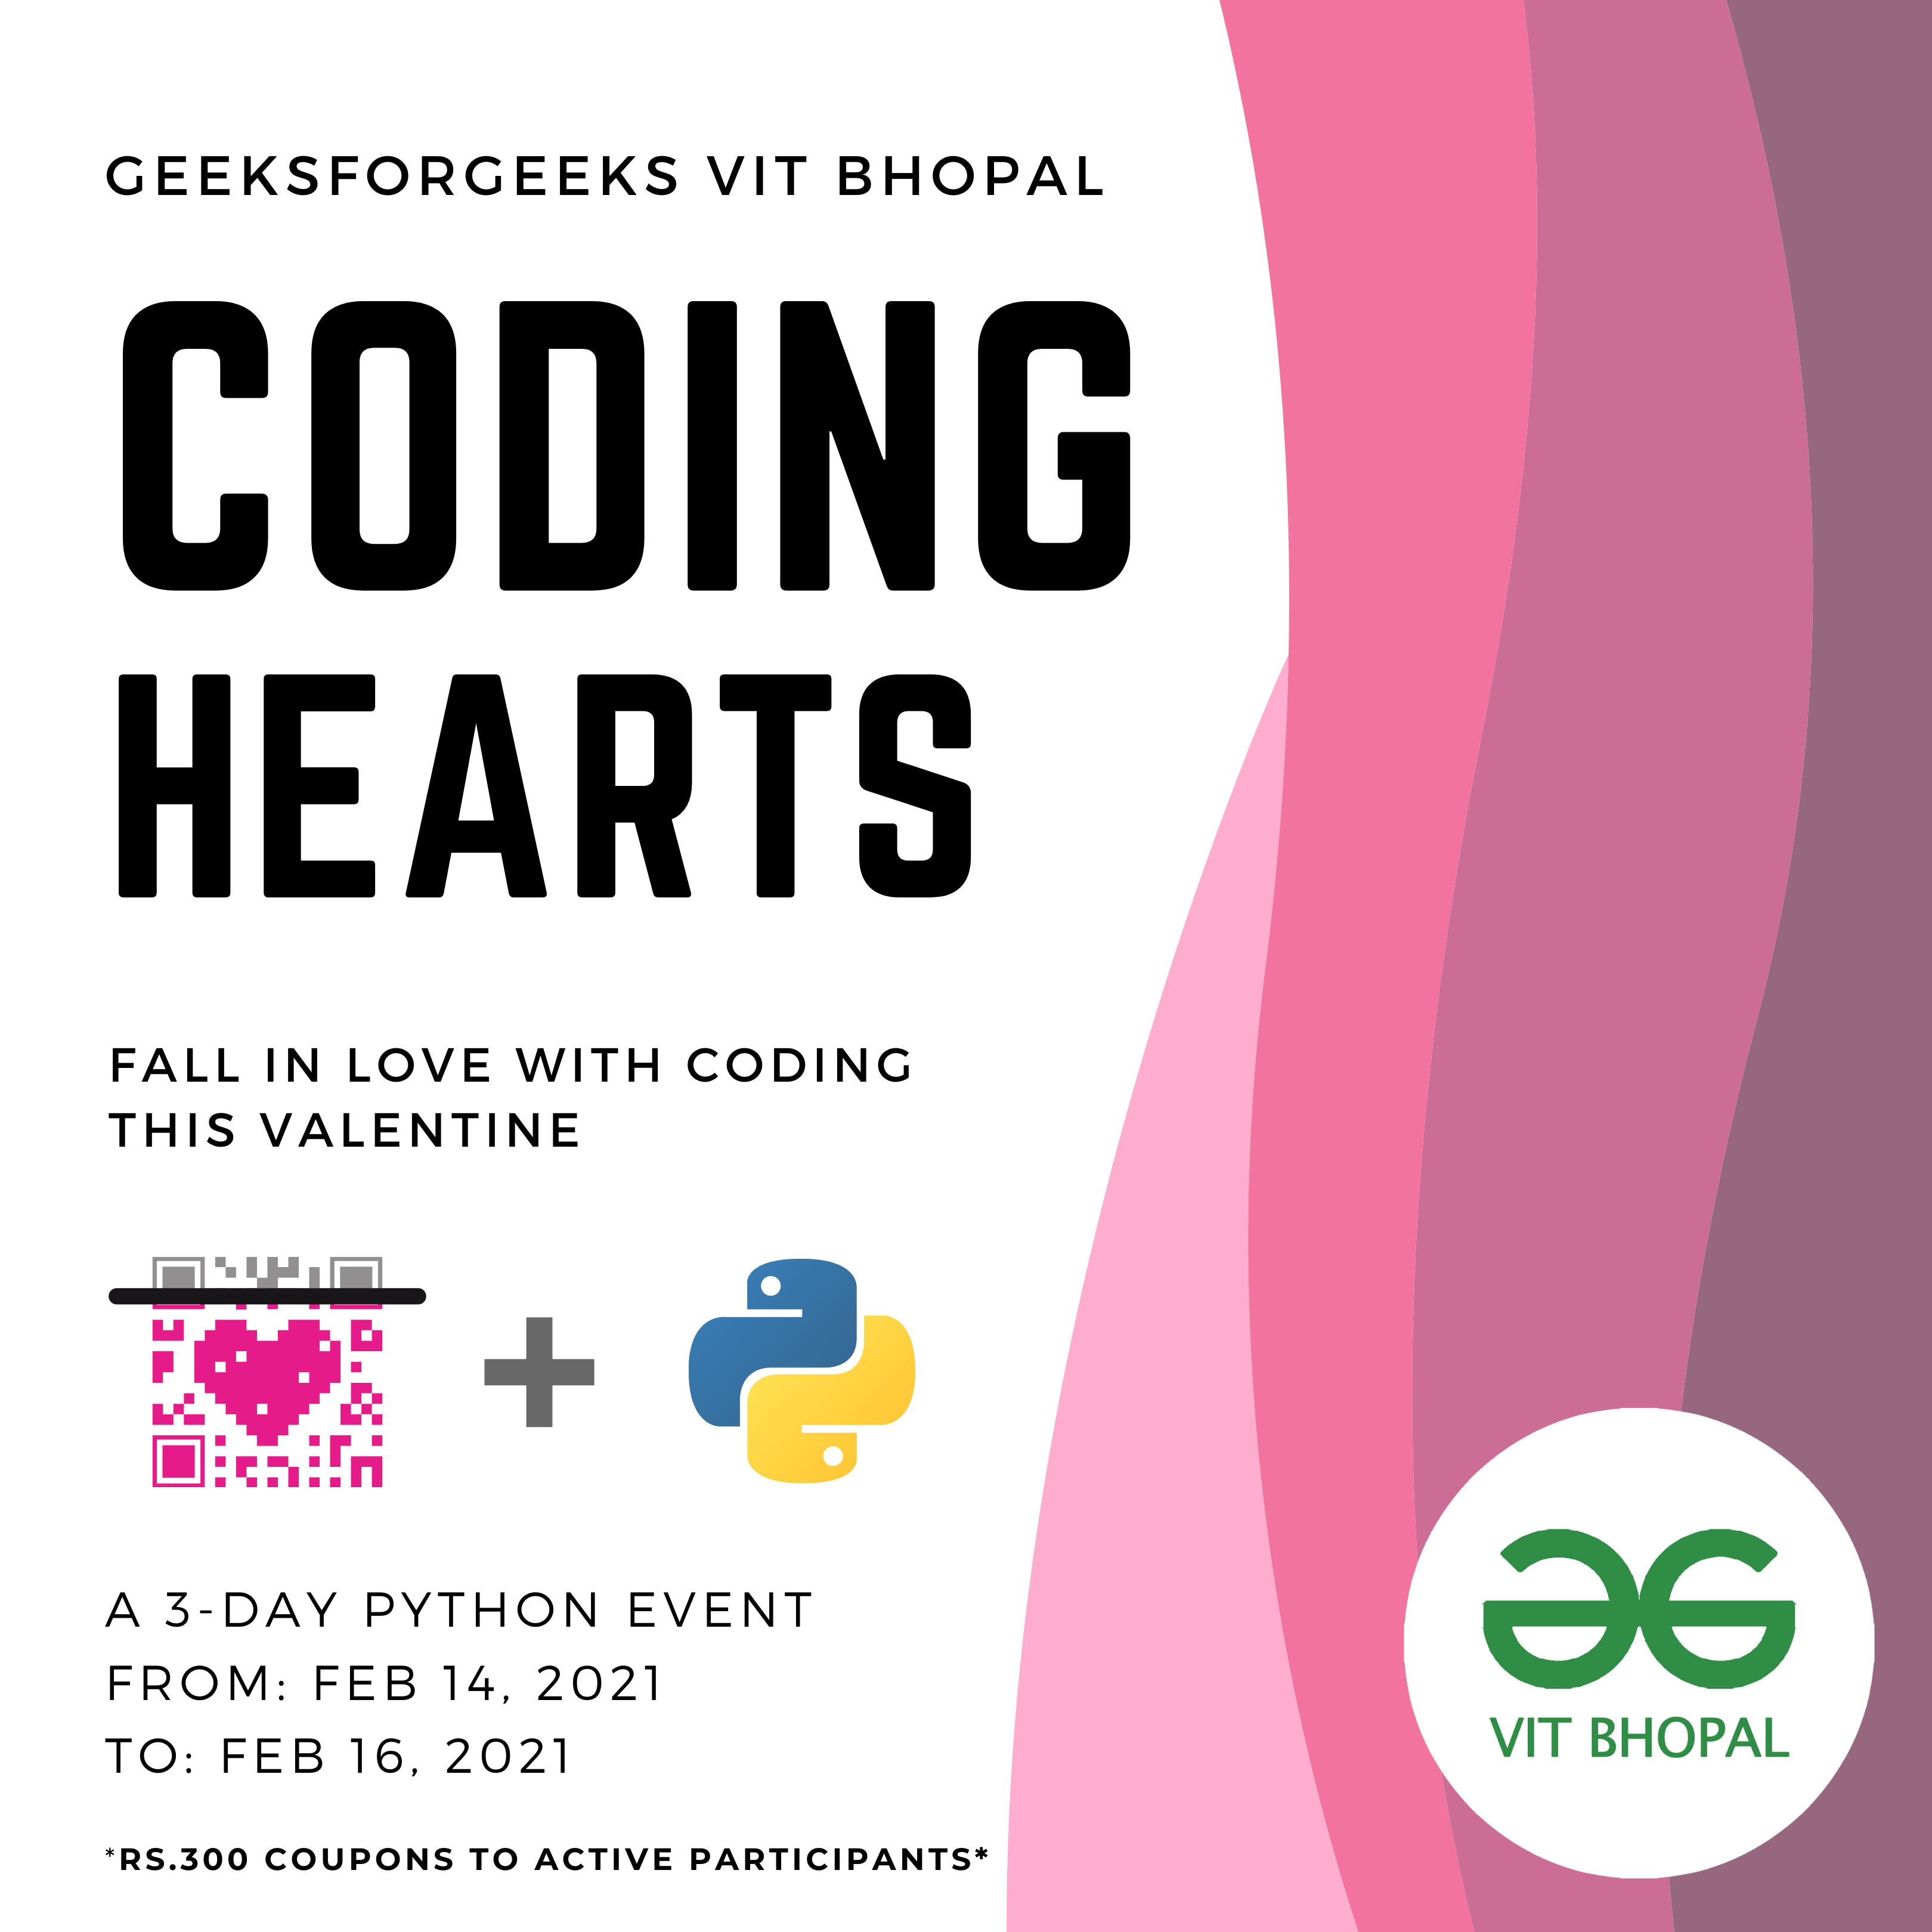 GEEKSFORGEEKS VIT BHOPAL
CODING
HEARTS
FALL IN LOVE WITH CODING
THIS VALENTINE
A 3-DAY PYTHON EVENT
FROM: FEB 14, 2021
TO: FEB 16, 2021
*RS.300 COUPONS TO ACTIVE PARTICIPANTS*
VIT BHOPAL